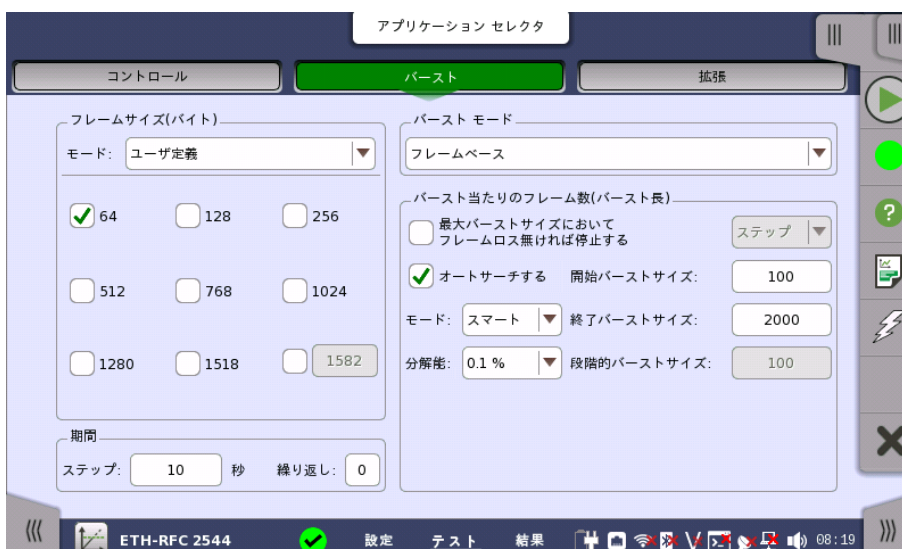 アプリケーション セレクタ
コントロール
バースト
拡張
フレームサイズ(バイト)
モード: ユーザ定義
64 128 256
512 768 1024
1280 1518 1582
期間
ステップ: 10 秒 繰り返し: 0
バースト モード
フレームベース
バースト当たりのフレーム数(バースト長)
最大バーストサイズにおいて
フレームロス無ければ停止する
ステップ
オートサーチする 開始バーストサイズ: 100
モード: スマート 終了バーストサイズ: 2000
分解能: 0.1 % 段階的バーストサイズ: 100
ETH-RFC 2544 設定 テスト 結果 08:19